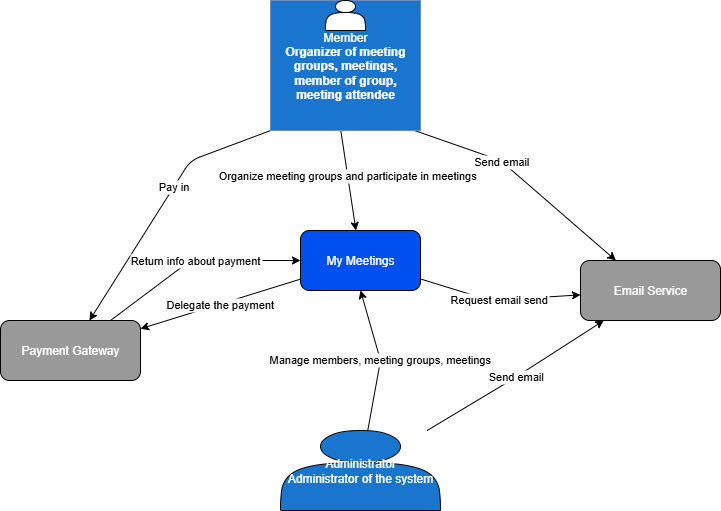 Member
Organizer of meeting
groups, meetings,
member of group,
meeting attendee
Send email
Organize meeting groups and participate in meetings
Pay in
Return info about payment
My Meetings
Email Service
Request email send
Delegate the payment
Payment Gateway
Manage members, meeting groups, meetings
Send email
Administrator
Administrator of the system